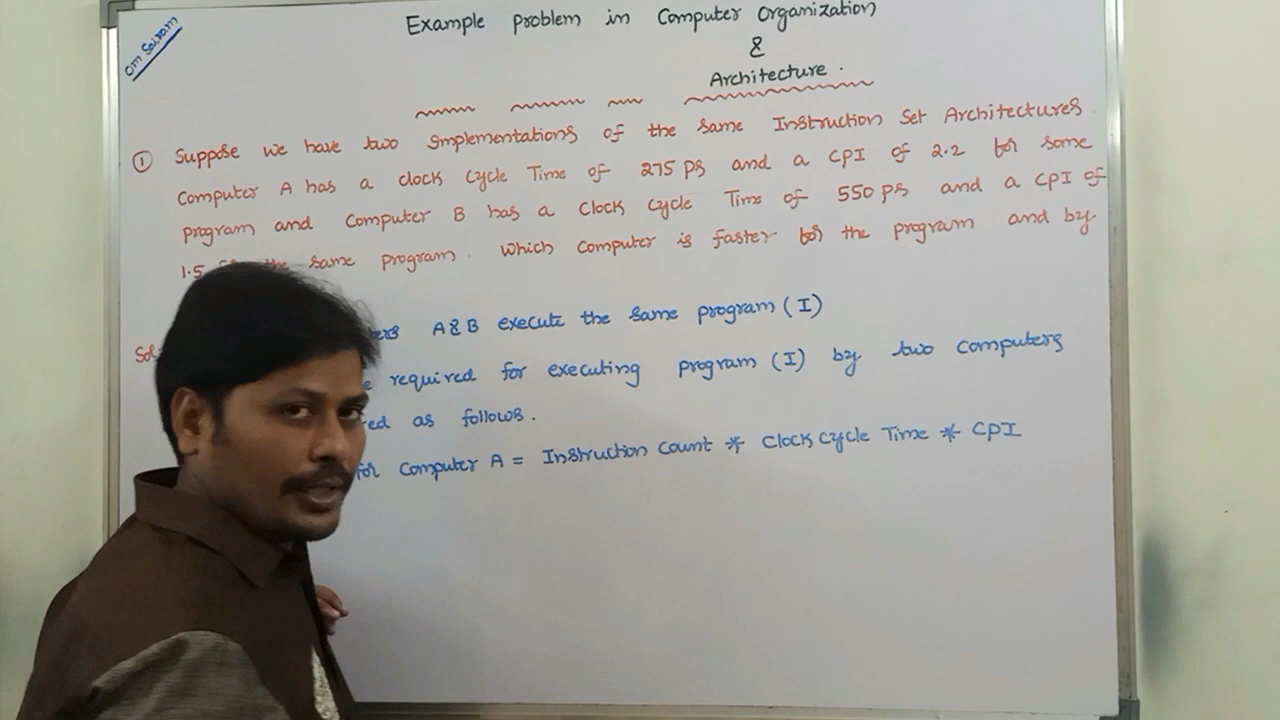 Om Sairam
Example problem in Computer Organization
&
Architecture.
① Suppose we have two Implementations of the same Instruction Set Architectures.
Computer A has a clock cycle Time of 275 ps and a CPI of 2.2 for some
program and Computer B has a Clock cycle Time of 550 ps and a CPI of
1.5 the same program. Which computer is faster for the program and by
Sol
A & B execute the same program (I)
required for executing program (I) by two computers
as follows.
for Computer A = Instruction Count * Clock Cycle Time * CPI